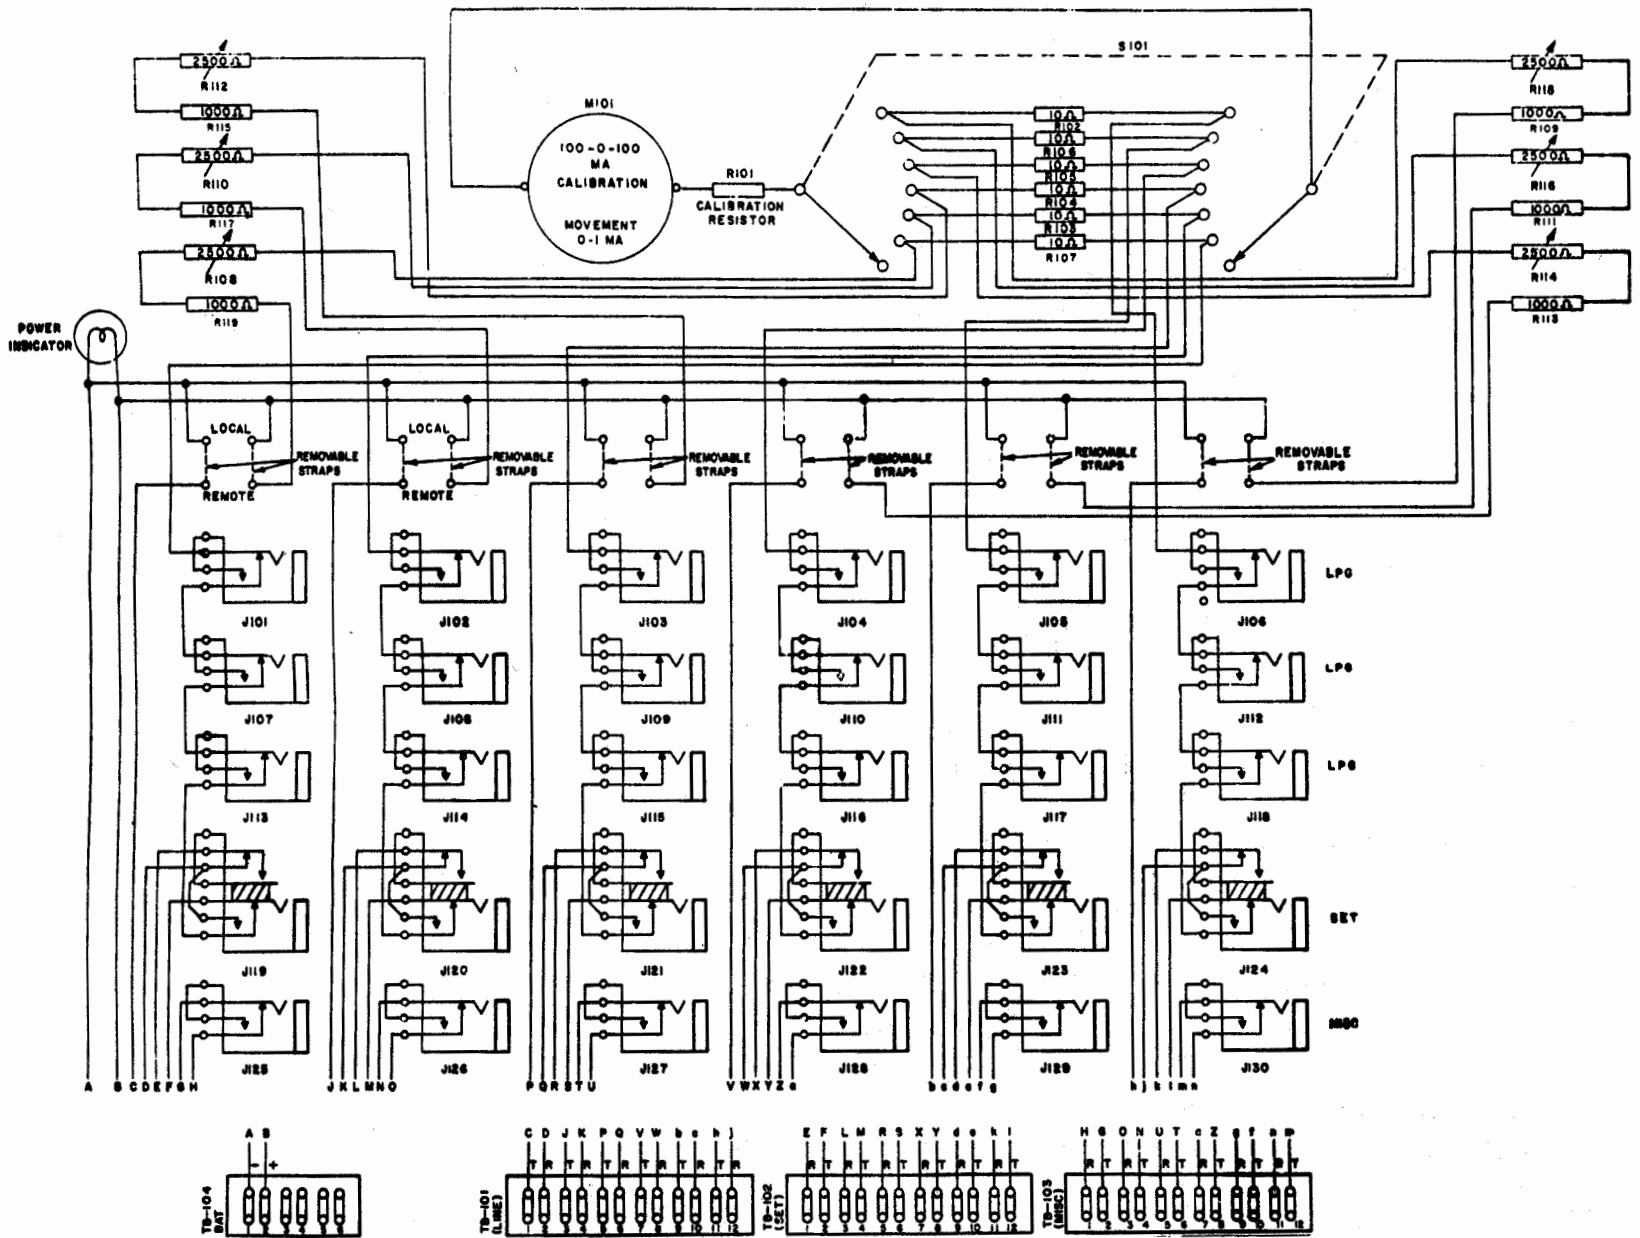 S101
2500Ω
R112
1000Ω
R115
2500Ω
R110
1000Ω
R117
2500Ω
R108
1000Ω
R119
M101
100-0-100
MA
CALIBRATION
MOVEMENT
0-1 MA
R101
CALIBRATION
RESISTOR
10Ω
R102
10Ω
R106
10Ω
R105
10Ω
R104
10Ω
R103
10Ω
R107
2500Ω
R118
1000Ω
R109
2500Ω
R116
1000Ω
R111
2500Ω
R114
1000Ω
R113
POWER
INDICATOR
LOCAL
REMOVABLE
STRAPS
REMOTE
LOCAL
REMOVABLE
STRAPS
REMOTE
REMOVABLE
STRAPS
REMOVABLE
STRAPS
REMOVABLE
STRAPS
REMOVABLE
STRAPS
LPG
J101 J102 J103 J104 J105 J106
LPG
J107 J108 J109 J110 J111 J112
LPG
J113 J114 J115 J116 J117 J118
SET
J119 J120 J121 J122 J123 J124
MISC
J125 J126 J127 J128 J129 J130
A B C D E F G H J K L M N O P Q R S T U V W X Y Z a b c d e f g h j k l m n
A B
- +
TB-104
BAT
1 2 3 4 5 6
C D J K P Q V W b c h j
T R T R T R T R T R T R
TB-101
(LINE)
1 2 3 4 5 6 7 8 9 10 11 12
E F L M R S X Y d e k l
R T R T R T R T R T R T
TB-102
(SET)
1 2 3 4 5 6 7 8 9 10 11 12
H G O N U T a Z g f n m
R T R T R T R T R T R T
TB-103
(MISC)
1 2 3 4 5 6 7 8 9 10 11 12